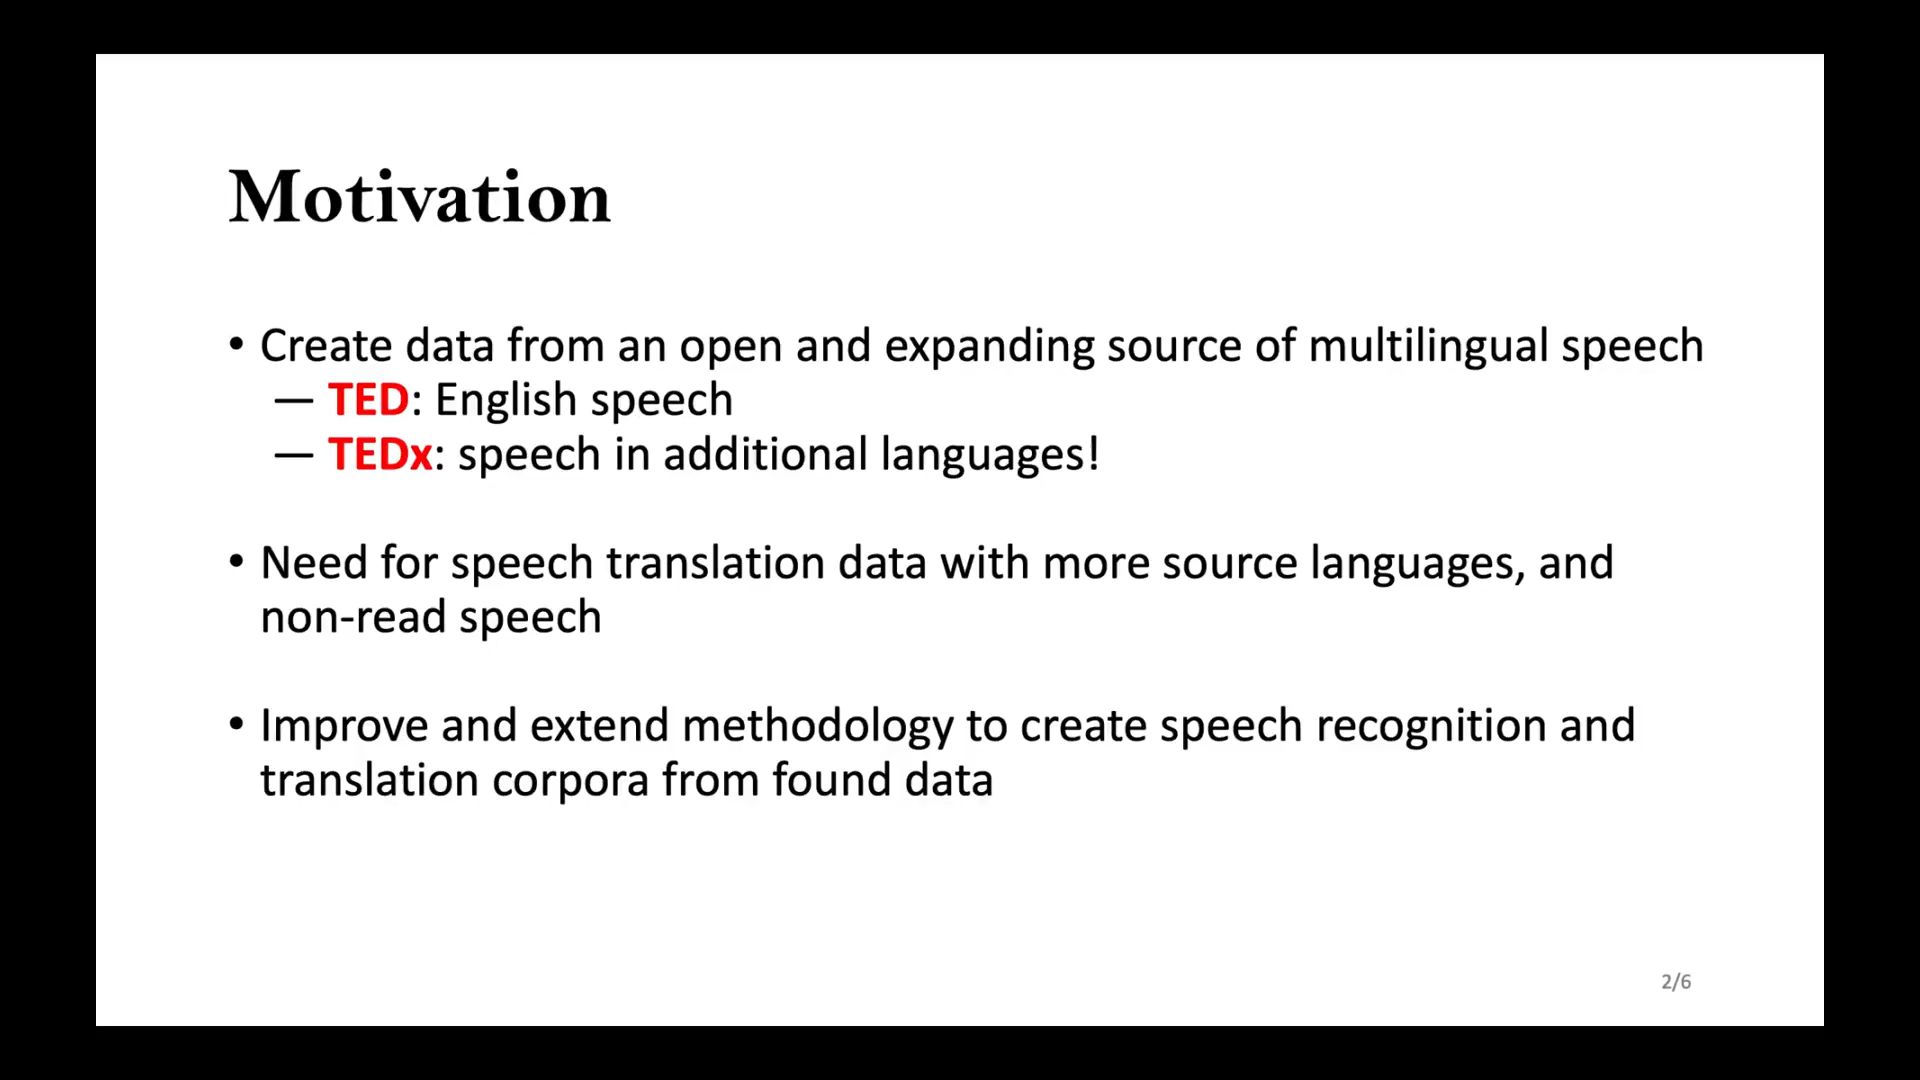 Motivation
• Create data from an open and expanding source of multilingual speech
— TED: English speech
— TEDx: speech in additional languages!
• Need for speech translation data with more source languages, and
non-read speech
• Improve and extend methodology to create speech recognition and
translation corpora from found data
2/6